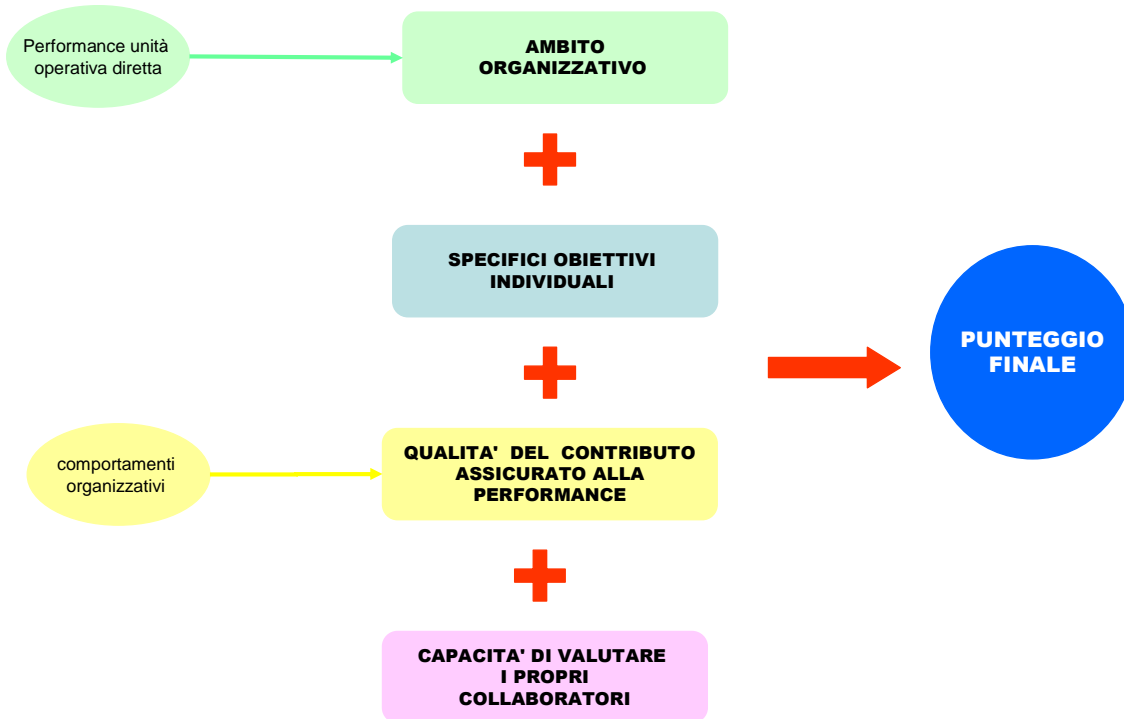 Performance unità
operativa diretta
AMBITO
ORGANIZZATIVO
SPECIFICI OBIETTIVI
INDIVIDUALI
PUNTEGGIO
FINALE
comportamenti
organizzativi
QUALITA' DEL CONTRIBUTO
ASSICURATO ALLA
PERFORMANCE
CAPACITA' DI VALUTARE
I PROPRI
COLLABORATORI